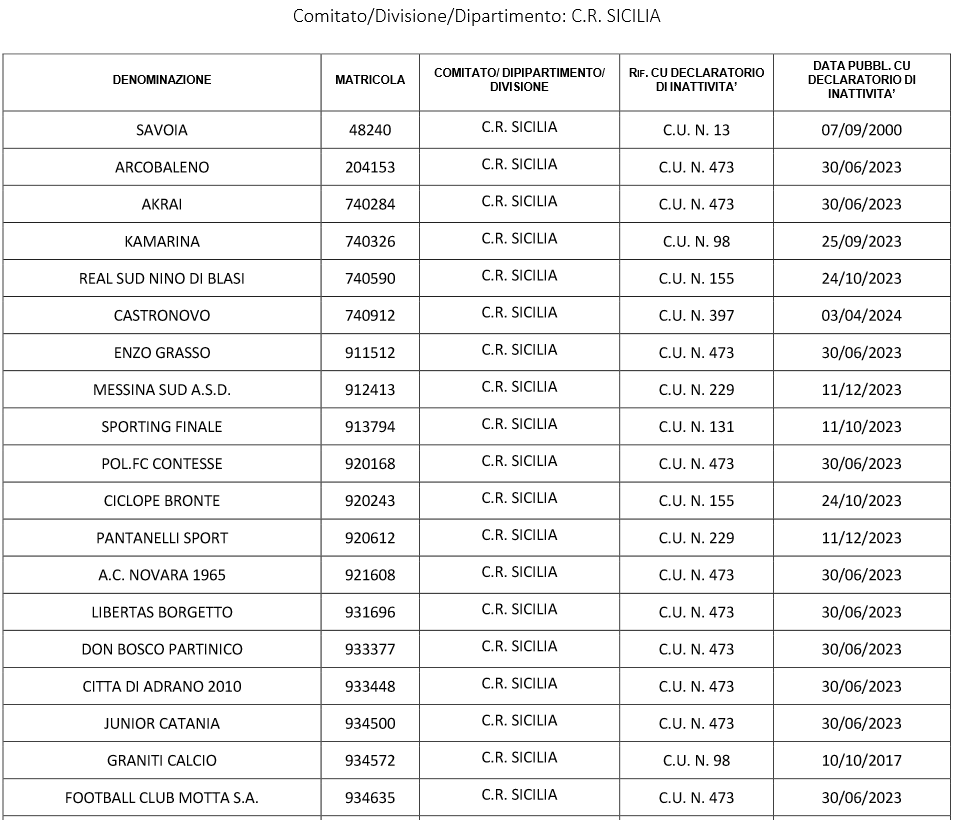 Comitato/Divisione/Dipartimento: C.R. SICILIA
DENOMINAZIONE MATRICOLA COMITATO/ DIPIPARTIMENTO/ DIVISIONE RIF. CU DECLARATORIO DI INATTIVITA’ DATA PUBBL. CU DECLARATORIO DI INATTIVITA’
SAVOIA 48240 C.R. SICILIA C.U. N. 13 07/09/2000
ARCOBALENO 204153 C.R. SICILIA C.U. N. 473 30/06/2023
AKRAI 740284 C.R. SICILIA C.U. N. 473 30/06/2023
KAMARINA 740326 C.R. SICILIA C.U. N. 98 25/09/2023
REAL SUD NINO DI BLASI 740590 C.R. SICILIA C.U. N. 155 24/10/2023
CASTRONOVO 740912 C.R. SICILIA C.U. N. 397 03/04/2024
ENZO GRASSO 911512 C.R. SICILIA C.U. N. 473 30/06/2023
MESSINA SUD A.S.D. 912413 C.R. SICILIA C.U. N. 229 11/12/2023
SPORTING FINALE 913794 C.R. SICILIA C.U. N. 131 11/10/2023
POL.FC CONTESSE 920168 C.R. SICILIA C.U. N. 473 30/06/2023
CICLOPE BRONTE 920243 C.R. SICILIA C.U. N. 155 24/10/2023
PANTANELLI SPORT 920612 C.R. SICILIA C.U. N. 229 11/12/2023
A.C. NOVARA 1965 921608 C.R. SICILIA C.U. N. 473 30/06/2023
LIBERTAS BORGETTO 931696 C.R. SICILIA C.U. N. 473 30/06/2023
DON BOSCO PARTINICO 933377 C.R. SICILIA C.U. N. 473 30/06/2023
CITTA DI ADRANO 2010 933448 C.R. SICILIA C.U. N. 473 30/06/2023
JUNIOR CATANIA 934500 C.R. SICILIA C.U. N. 473 30/06/2023
GRANITI CALCIO 934572 C.R. SICILIA C.U. N. 98 10/10/2017
FOOTBALL CLUB MOTTA S.A. 934635 C.R. SICILIA C.U. N. 473 30/06/2023